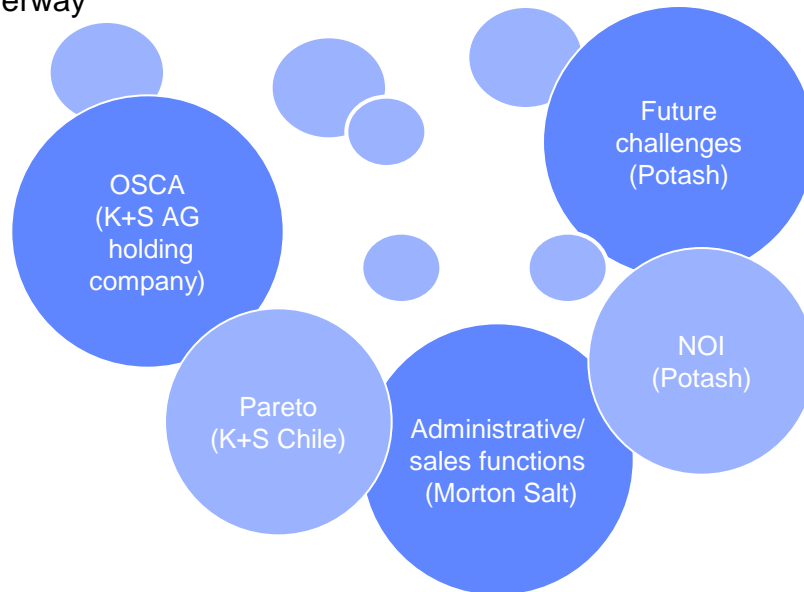 erway
OSCA
(K+S AG
holding
company)
Future
challenges
(Potash)
Pareto
(K+S Chile)
Administrative/
sales functions
(Morton Salt)
NOI
(Potash)